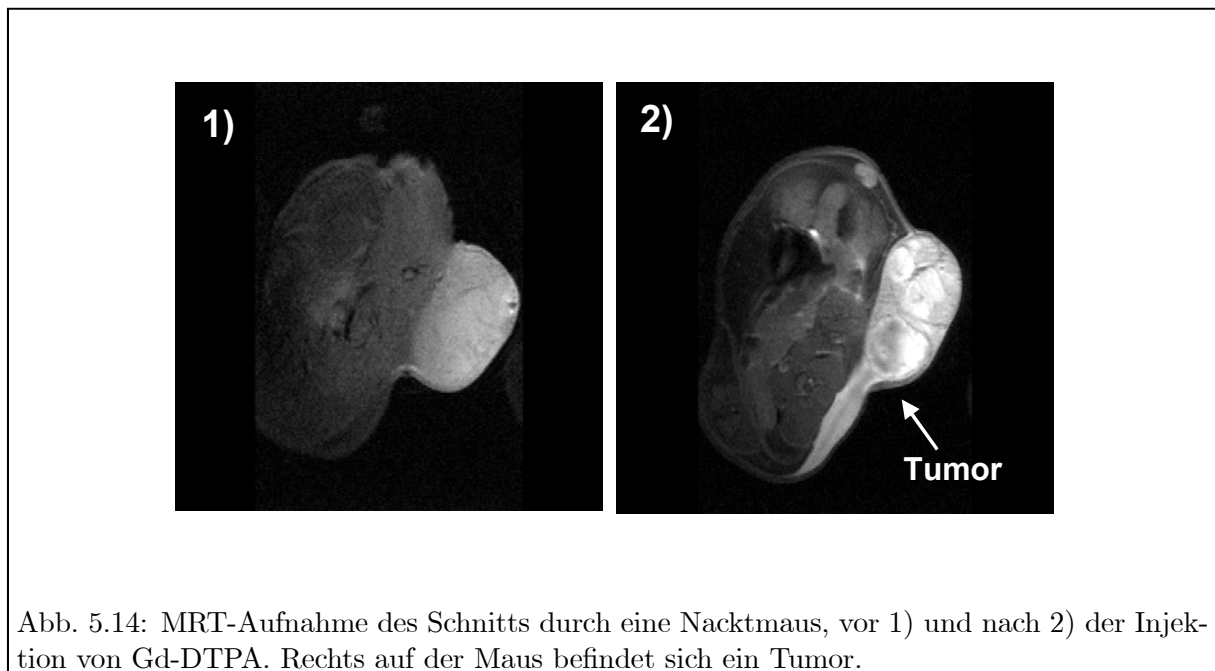 1)
2)
Tumor
Abb. 5.14: MRT-Aufnahme des Schnitts durch eine Nacktmaus, vor 1) und nach 2) der Injek-
tion von Gd-DTPA. Rechts auf der Maus befindet sich ein Tumor.